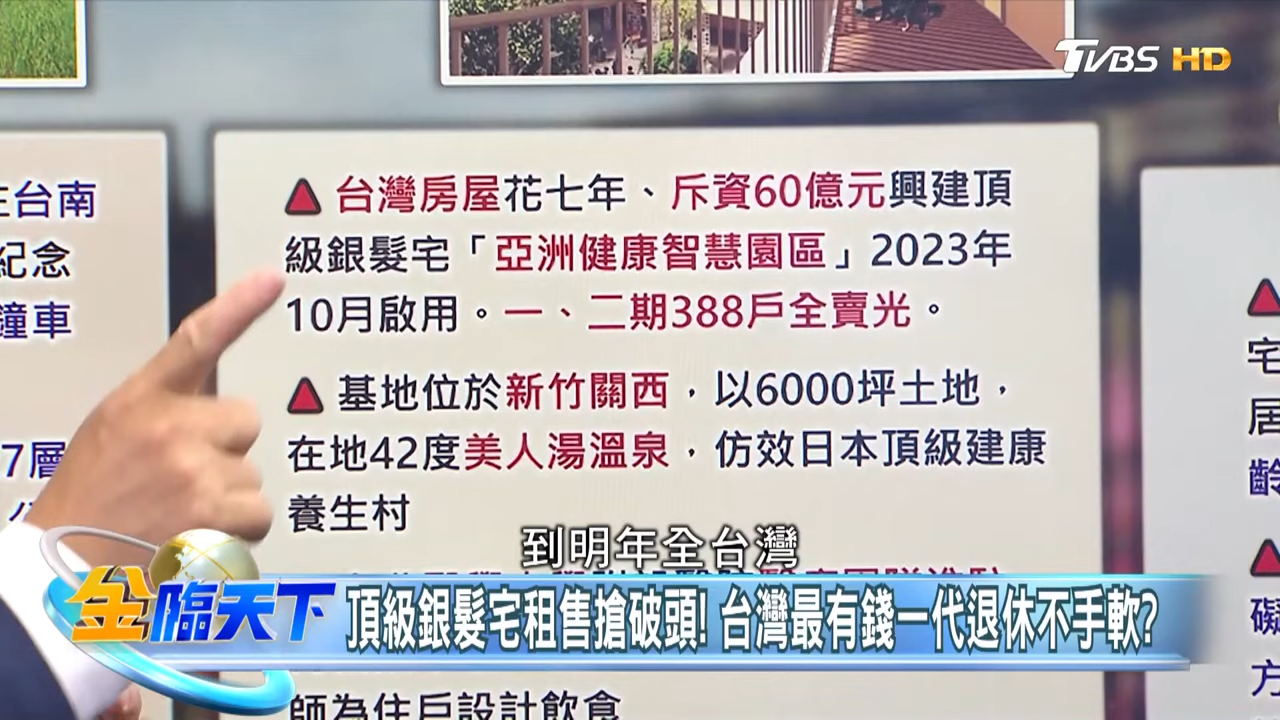 TVBS HD
台南
紀念
鐘車
7層
▲ 台灣房屋花七年、斥資60億元興建頂
級銀髮宅「亞洲健康智慧園區」2023年
10月啟用。一、二期388戶全賣光。
▲ 基地位於新竹關西，以6000坪土地，
在地42度美人湯溫泉，仿效日本頂級建康
養生村
師為住戶設計飲食
宅
居
齡
礙
方
到明年全台灣
金臨天下
頂級銀髮宅租售搶破頭! 台灣最有錢一代退休不手軟?